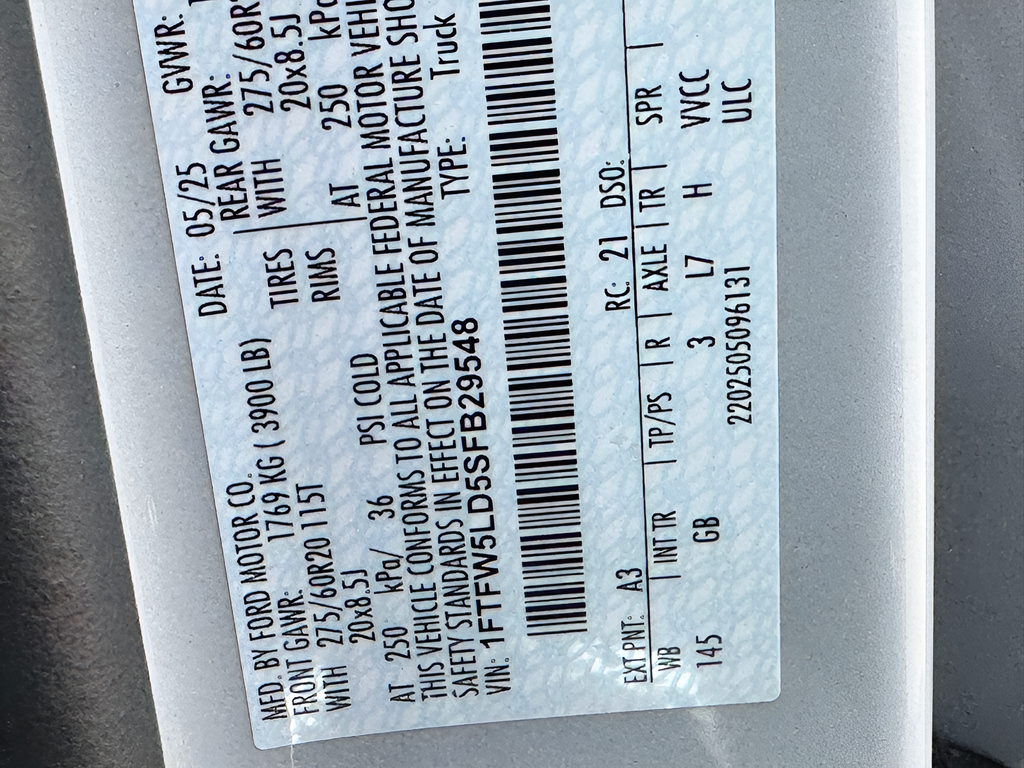 MFD. BY FORD MOTOR CO. DATE: 05/25 GVWR:
FRONT GAWR: 1769 KG ( 3900 LB) REAR GAWR:
WITH 275/60R20 115T TIRES WITH 275/60R
20x8.5J RIMS 20x8.5J
AT 250 kPa/ 36 PSI COLD AT 250 kPa
THIS VEHICLE CONFORMS TO ALL APPLICABLE FEDERAL MOTOR VEHI
SAFETY STANDARDS IN EFFECT ON THE DATE OF MANUFACTURE SHO
VIN: 1FTFW5LD5SFB29548 TYPE: Truck
EXT PNT: A3 RC: 21 DSO:
WB | INT TR | TP/PS | R | AXLE | TR | SPR |
145 GB 3 L7 H VVCC
2202505096131 ULC